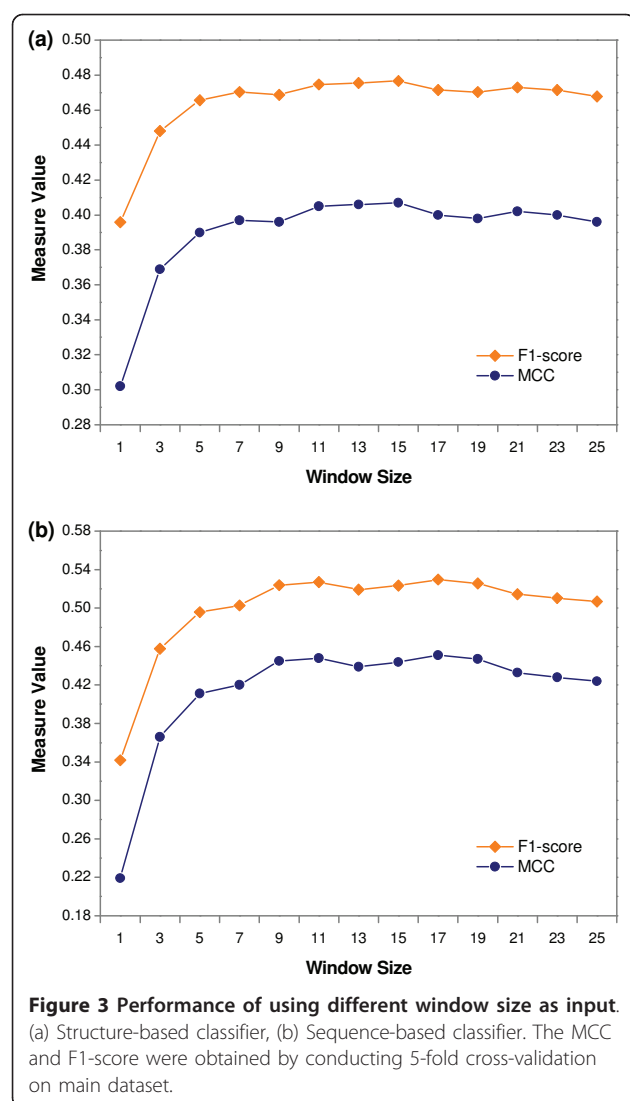 (a)
0.50
0.48
0.46
0.44
0.42
0.40
0.38
0.36
0.34
0.32
0.30
0.28
Measure Value
F1-score
MCC
1 3 5 7 9 11 13 15 17 19 21 23 25
Window Size
(b)
0.58
0.54
0.50
0.46
0.42
0.38
0.34
0.30
0.26
0.22
0.18
Measure Value
F1-score
MCC
1 3 5 7 9 11 13 15 17 19 21 23 25
Window Size
Figure 3 Performance of using different window size as input.
(a) Structure-based classifier, (b) Sequence-based classifier. The MCC
and F1-score were obtained by conducting 5-fold cross-validation
on main dataset.